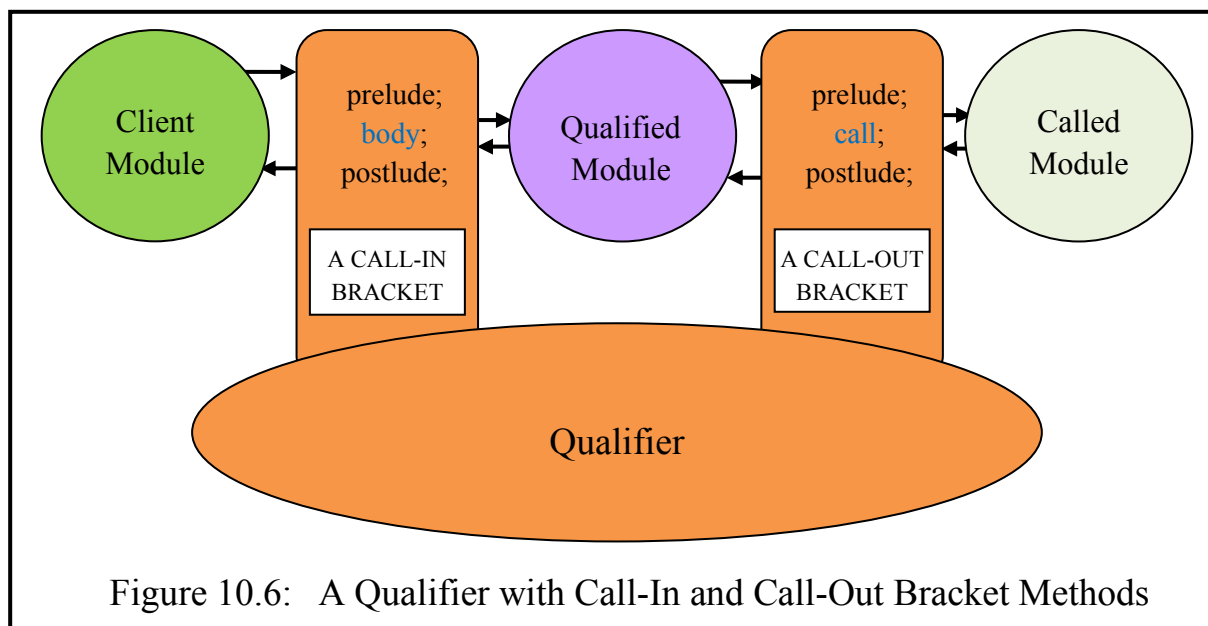 Client
Module
prelude;
body;
postlude;
A CALL-IN
BRACKET
Qualified
Module
prelude;
call;
postlude;
A CALL-OUT
BRACKET
Called
Module
Qualifier
Figure 10.6: A Qualifier with Call-In and Call-Out Bracket Methods